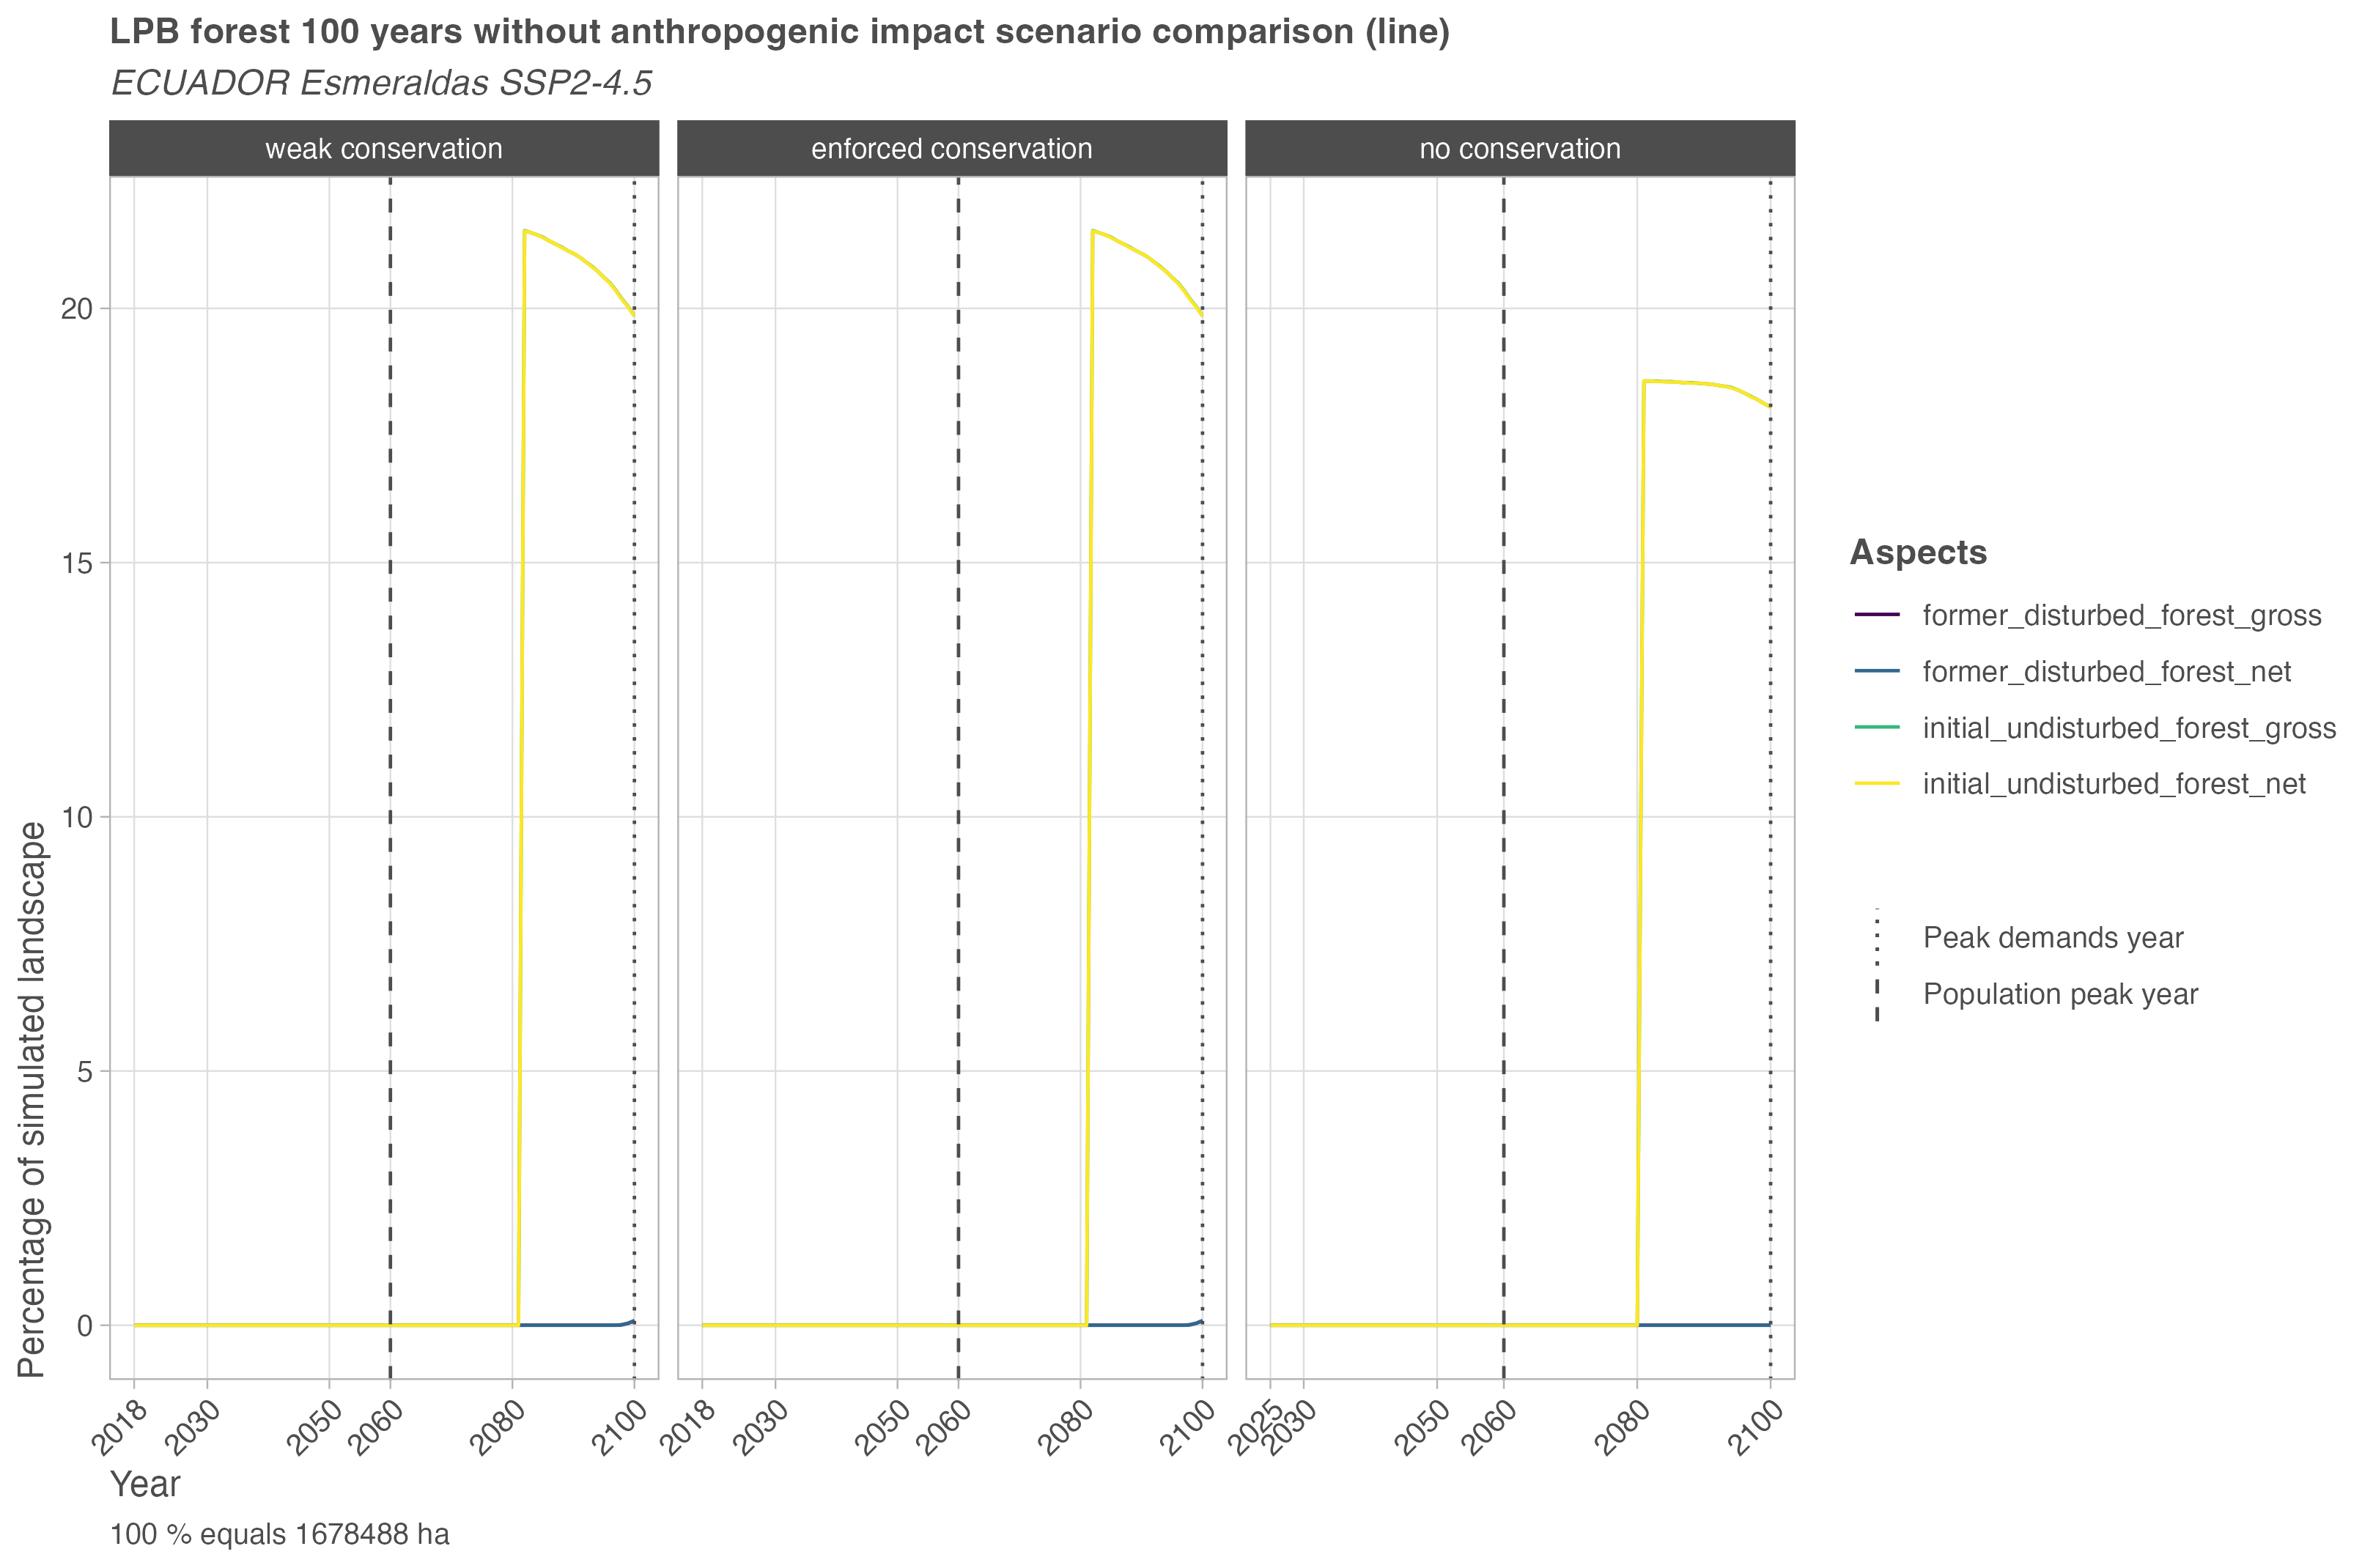 LPB forest 100 years without anthropogenic impact scenario comparison (line)
ECUADOR Esmeraldas SSP2-4.5
weak conservation
enforced conservation
no conservation
Percentage of simulated landscape
20
15
10
5
0
2018
2030
2050
2060
2080
2100
2018
2030
2050
2060
2080
2100
2025
2030
2050
2060
2080
2100
Year
100 % equals 1678488 ha
Aspects
former_disturbed_forest_gross
former_disturbed_forest_net
initial_undisturbed_forest_gross
initial_undisturbed_forest_net
Peak demands year
Population peak year